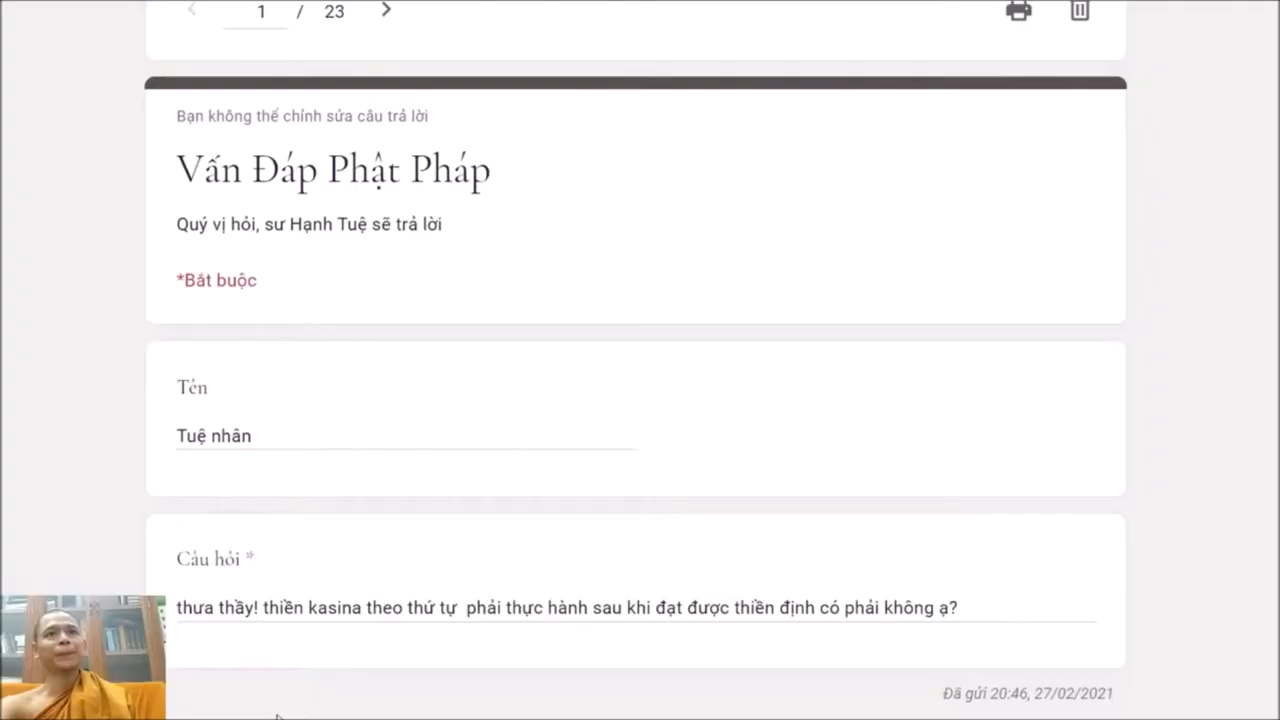 1 / 23
Bạn không thể chỉnh sửa câu trả lời
Vấn Đáp Phật Pháp
Quý vị hỏi, sư Hạnh Tuệ sẽ trả lời
*Bắt buộc
Tên
Tuệ nhân
Câu hỏi *
thưa thầy! thiền kasina theo thứ tự  phải thực hành sau khi đạt được thiền định có phải không ạ?
Đã gửi 20:46, 27/02/2021